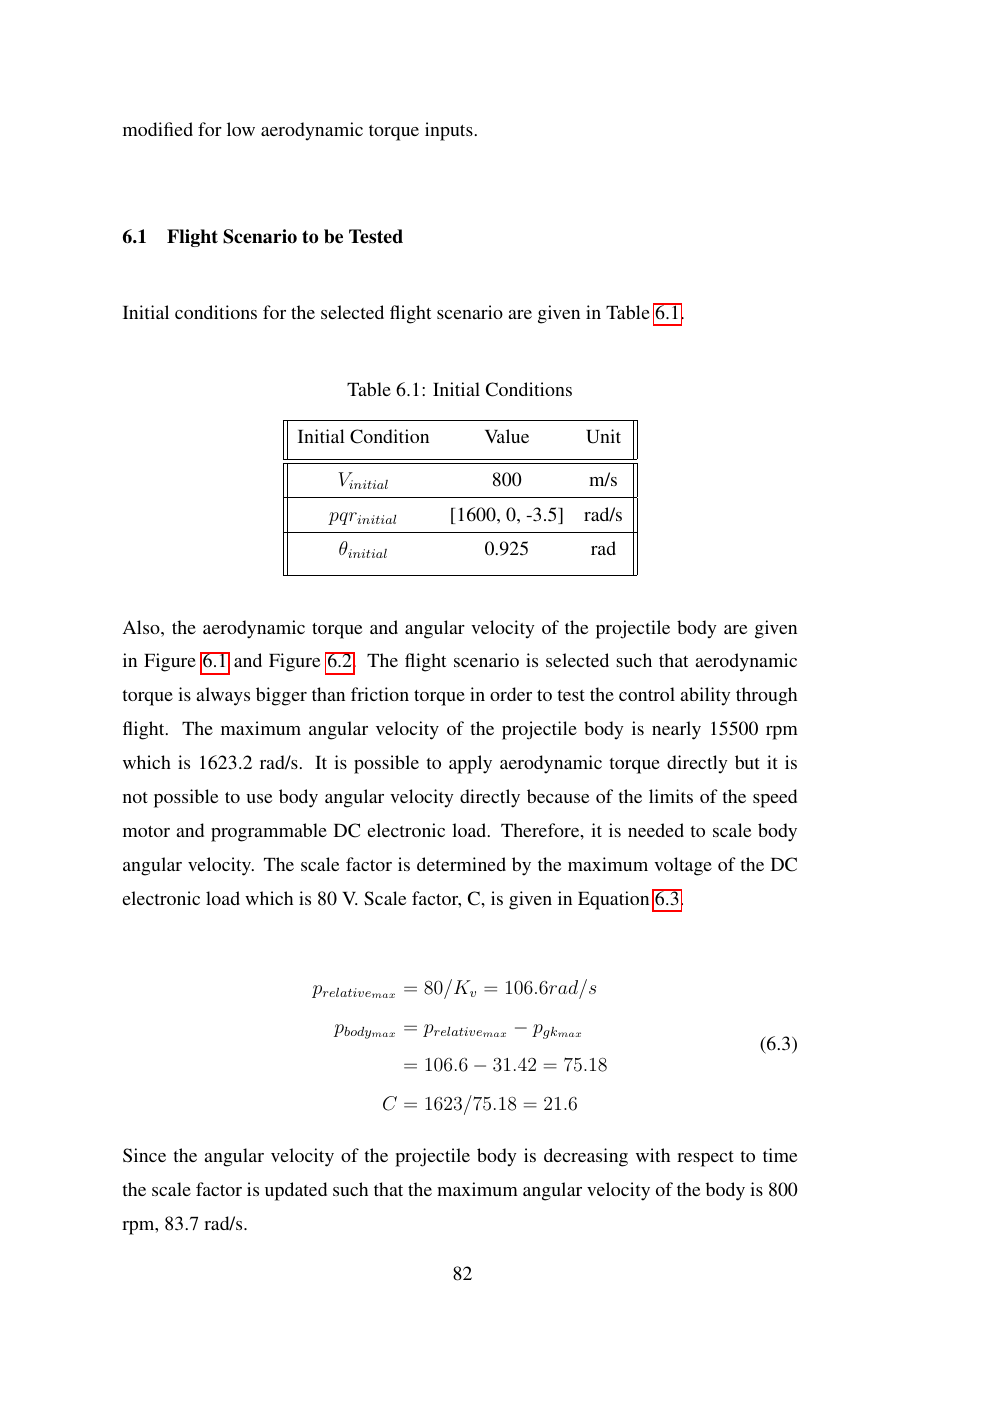 modified for low aerodynamic torque inputs.
6.1 Flight Scenario to be Tested
Initial conditions for the selected flight scenario are given in Table 6.1.
Table 6.1: Initial Conditions
Initial Condition Value Unit
V_initial 800 m/s
pqr_initial [1600, 0, -3.5] rad/s
θ_initial 0.925 rad
Also, the aerodynamic torque and angular velocity of the projectile body are given
in Figure 6.1 and Figure 6.2. The flight scenario is selected such that aerodynamic
torque is always bigger than friction torque in order to test the control ability through
flight. The maximum angular velocity of the projectile body is nearly 15500 rpm
which is 1623.2 rad/s. It is possible to apply aerodynamic torque directly but it is
not possible to use body angular velocity directly because of the limits of the speed
motor and programmable DC electronic load. Therefore, it is needed to scale body
angular velocity. The scale factor is determined by the maximum voltage of the DC
electronic load which is 80 V. Scale factor, C, is given in Equation 6.3.
p_relative_max = 80/K_v = 106.6rad/s
p_body_max = p_relative_max − p_gk_max
= 106.6 − 31.42 = 75.18
(6.3)
C = 1623/75.18 = 21.6
Since the angular velocity of the projectile body is decreasing with respect to time
the scale factor is updated such that the maximum angular velocity of the body is 800
rpm, 83.7 rad/s.
82